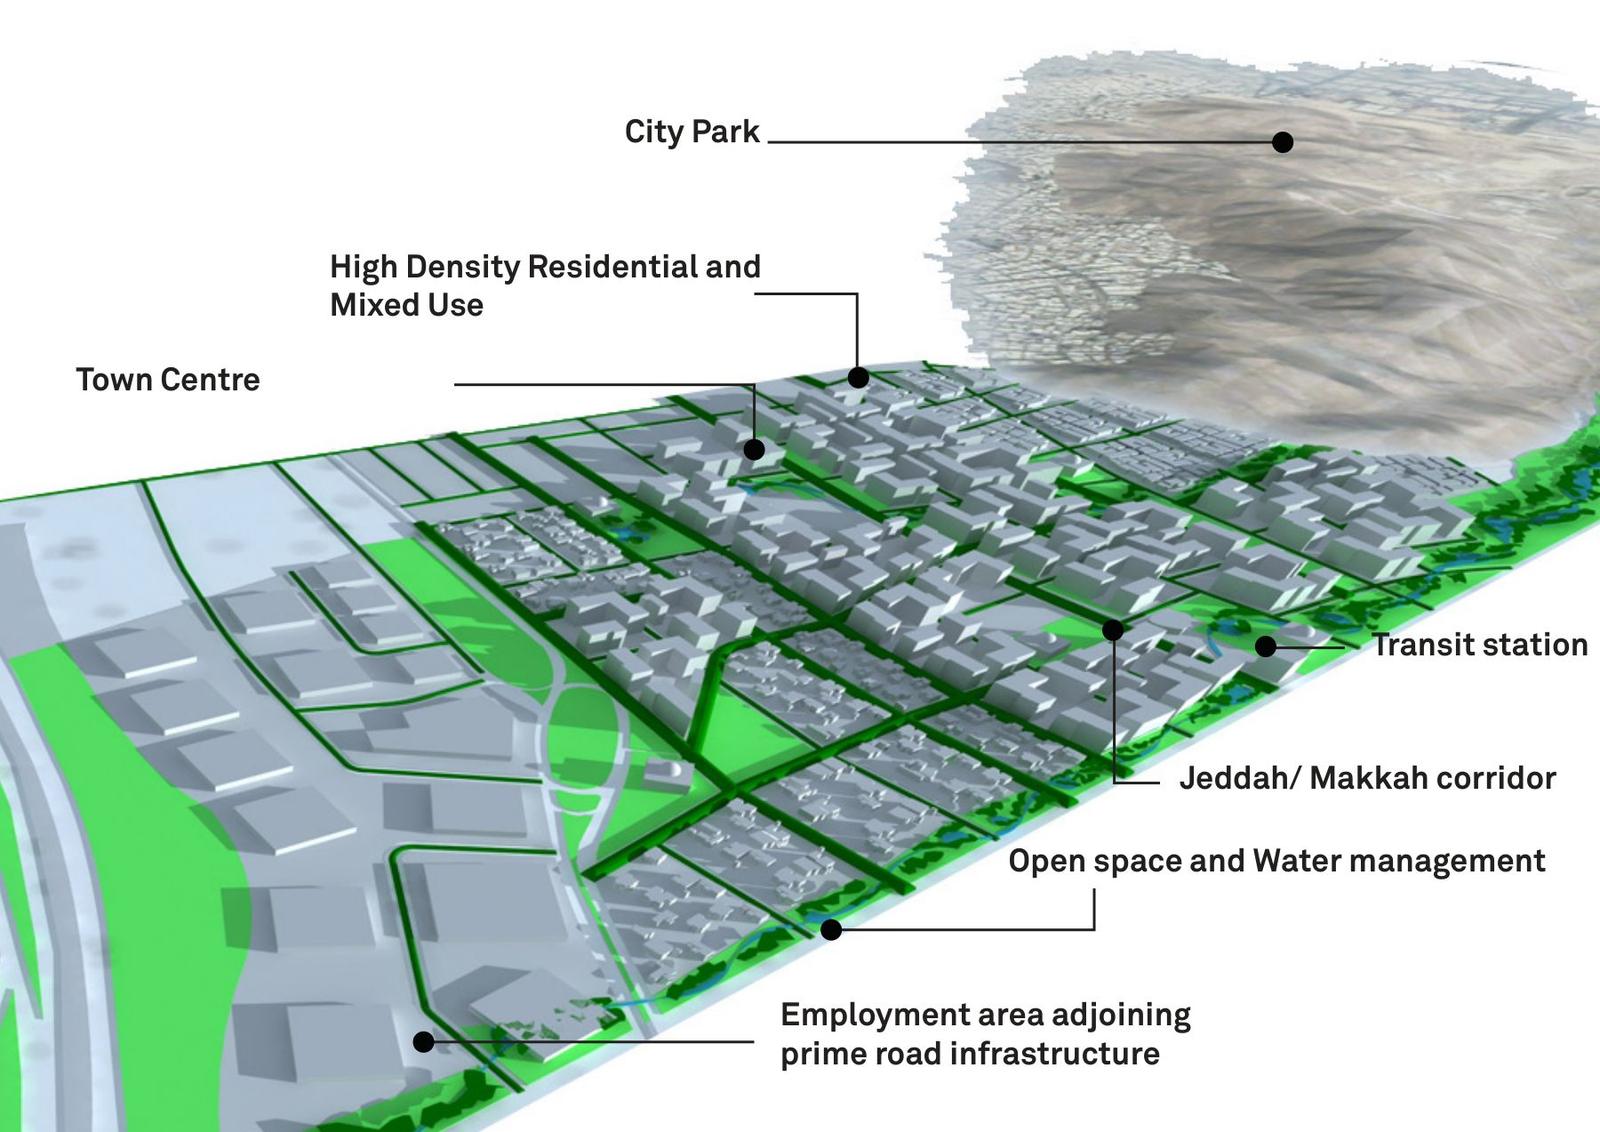 City Park
High Density Residential and
Mixed Use
Town Centre
Transit station
Jeddah/ Makkah corridor
Open space and Water management
Employment area adjoining
prime road infrastructure